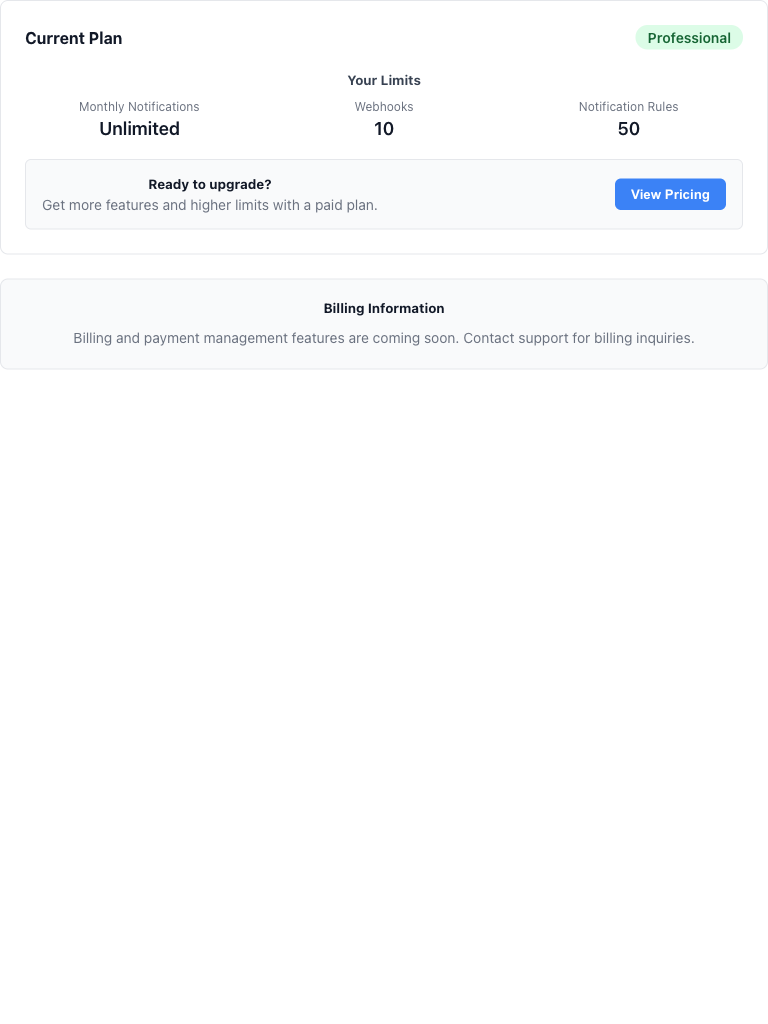 Current Plan
Professional
Your Limits
Monthly Notifications
Unlimited
Webhooks
10
Notification Rules
50
Ready to upgrade?
Get more features and higher limits with a paid plan.
View Pricing
Billing Information
Billing and payment management features are coming soon. Contact support for billing inquiries.